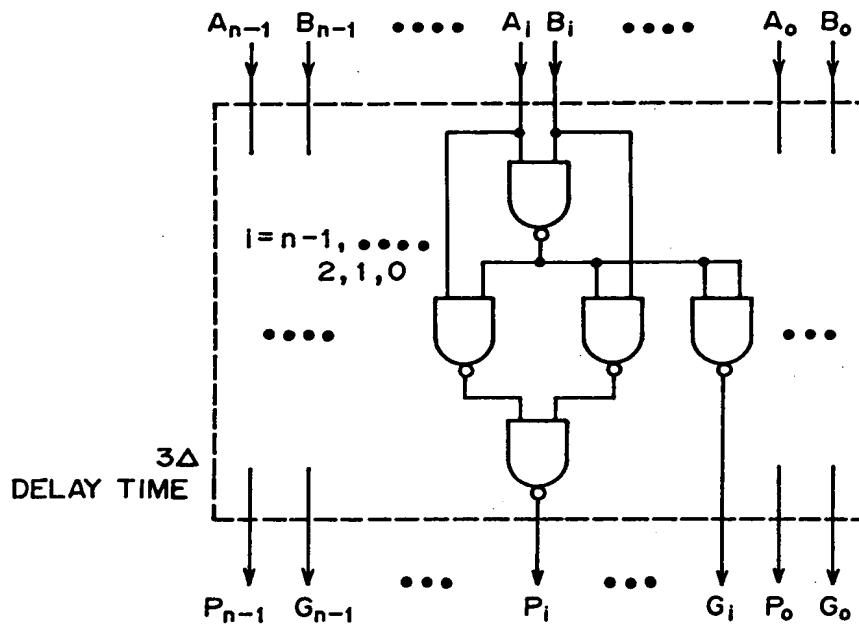 Aₙ₋₁ Bₙ₋₁ •••• Aᵢ Bᵢ •••• A₀ B₀
i = n-1, ••••
2, 1, 0
•••• •••
3Δ
DELAY TIME
Pₙ₋₁ Gₙ₋₁ •••• Pᵢ •••• Gᵢ P₀ G₀